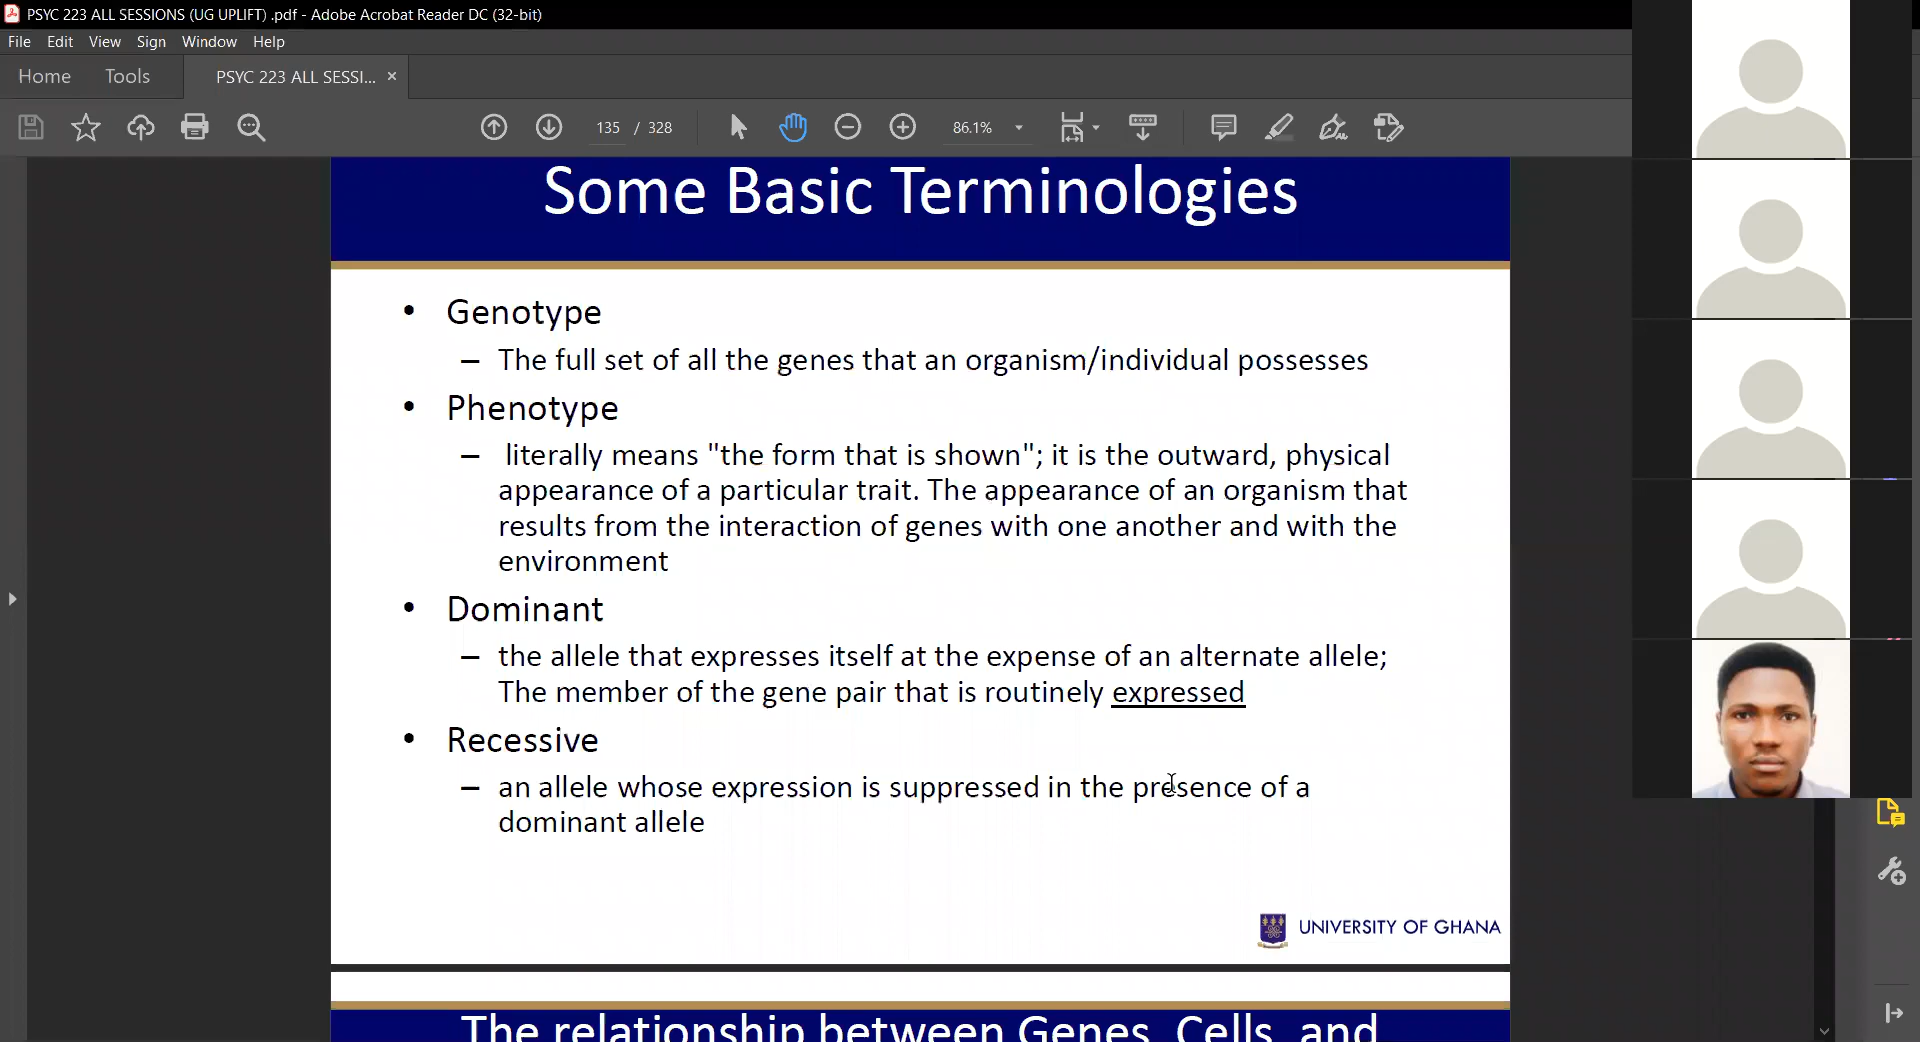 PSYC 223 ALL SESSIONS (UG UPLIFT) .pdf - Adobe Acrobat Reader DC (32-bit)
File Edit View Sign Window Help
Home Tools PSYC 223 ALL SESSI... ×
135 / 328 86.1%
Some Basic Terminologies
• Genotype
– The full set of all the genes that an organism/individual possesses
• Phenotype
– literally means "the form that is shown"; it is the outward, physical
appearance of a particular trait. The appearance of an organism that
results from the interaction of genes with one another and with the
environment
• Dominant
– the allele that expresses itself at the expense of an alternate allele;
The member of the gene pair that is routinely expressed
• Recessive
– an allele whose expression is suppressed in the presence of a
dominant allele
UNIVERSITY OF GHANA
The relationship between Genes, Cells, and